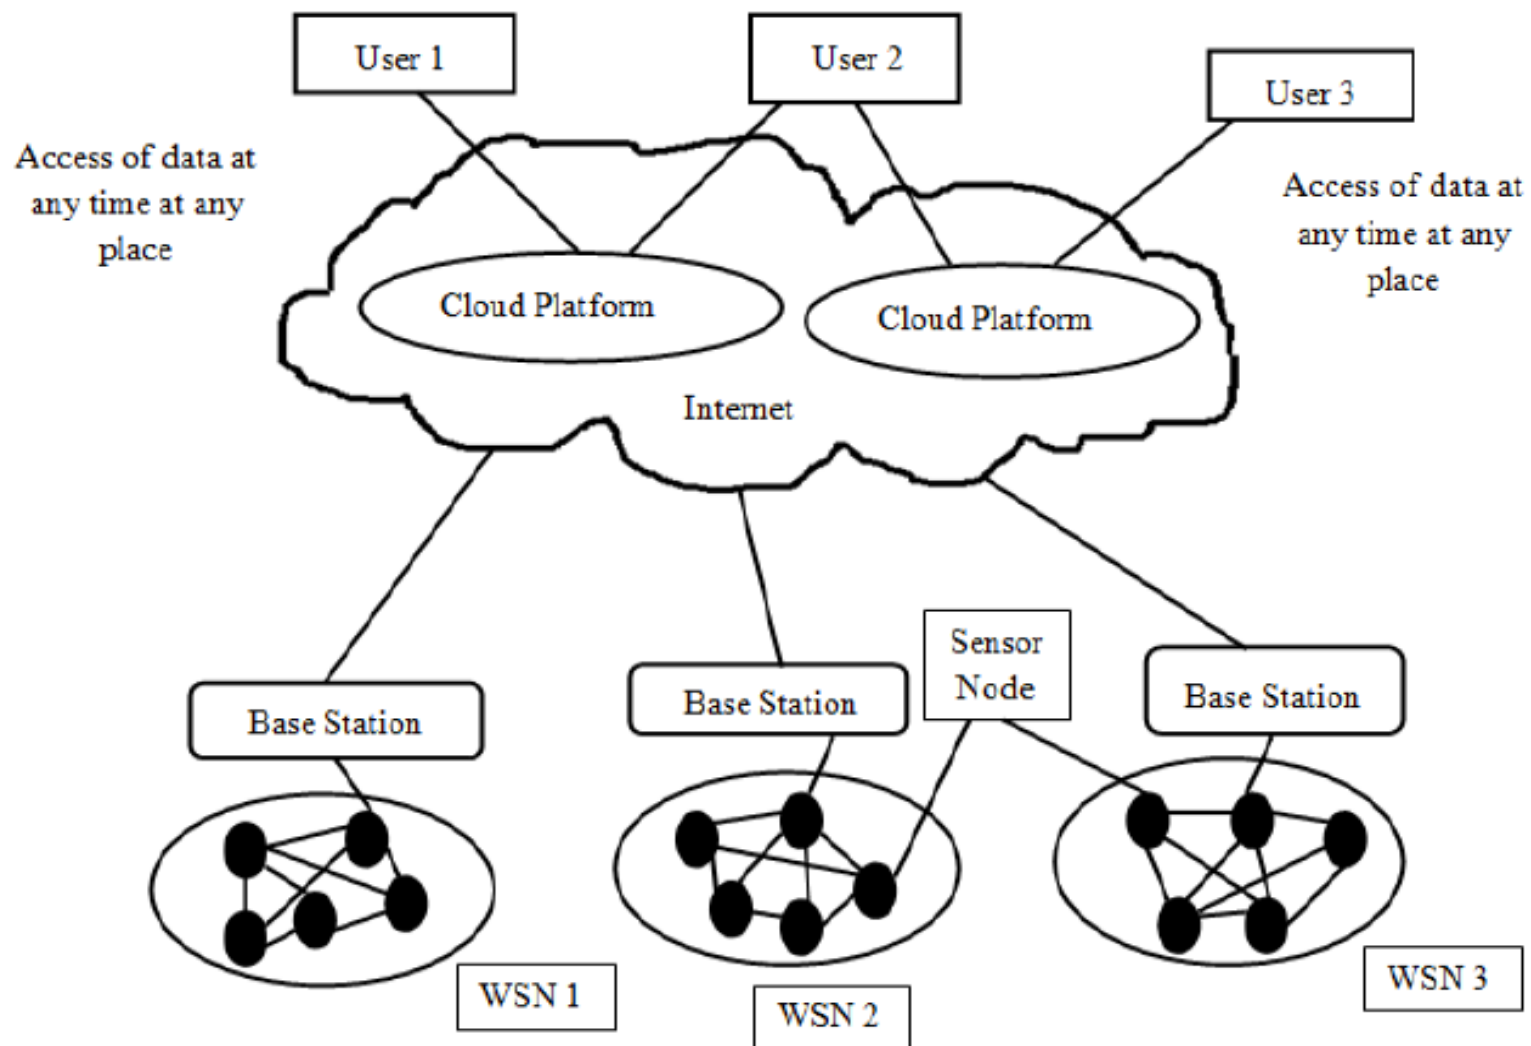 User 1
User 2
User 3
Access of data at
any time at any
place
Access of data at
any time at any
place
Cloud Platform
Cloud Platform
Internet
Sensor
Node
Base Station
Base Station
Base Station
WSN 1
WSN 2
WSN 3